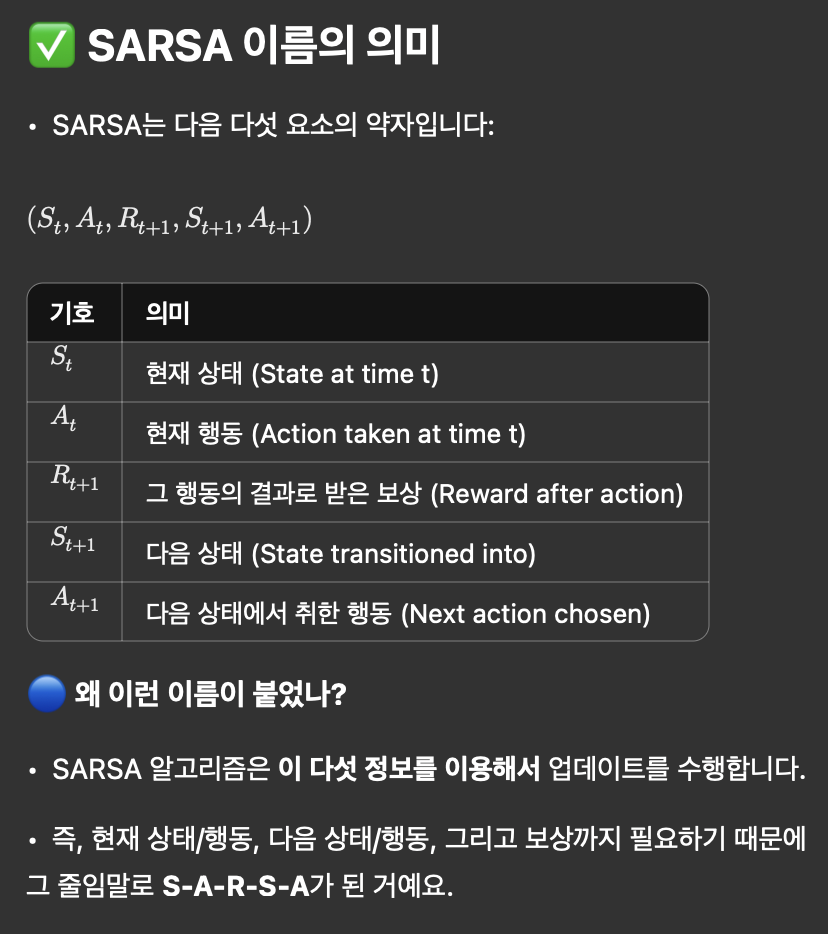 ✅ SARSA 이름의 의미
• SARSA는 다음 다섯 요소의 약자입니다:
(S_t, A_t, R_{t+1}, S_{t+1}, A_{t+1})
기호 의미
S_t 현재 상태 (State at time t)
A_t 현재 행동 (Action taken at time t)
R_{t+1} 그 행동의 결과로 받은 보상 (Reward after action)
S_{t+1} 다음 상태 (State transitioned into)
A_{t+1} 다음 상태에서 취한 행동 (Next action chosen)
🔵 왜 이런 이름이 붙었나?
• SARSA 알고리즘은 이 다섯 정보를 이용해서 업데이트를 수행합니다.
• 즉, 현재 상태/행동, 다음 상태/행동, 그리고 보상까지 필요하기 때문에
그 줄임말로 S-A-R-S-A가 된 거예요.